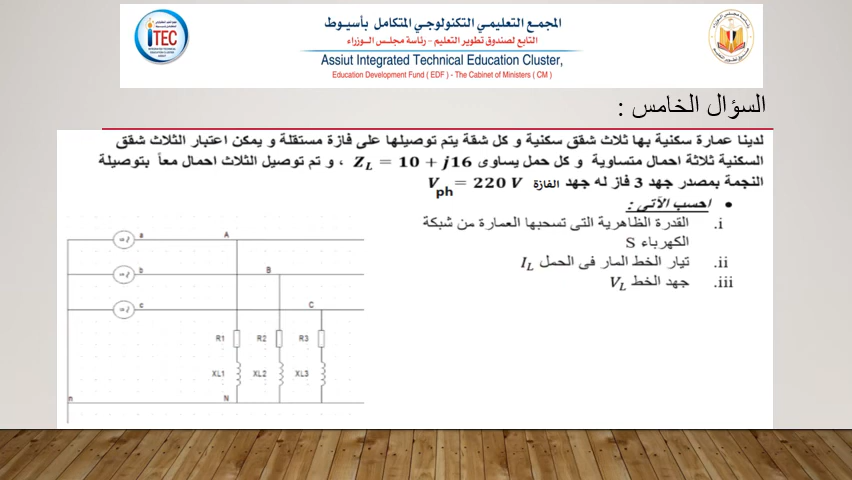 iTEC
INTEGRATED TECHNICAL
EDUCATION CLUSTER
المجمع التعليمي التكنولوجي المتكامل بأسيوط
التابع لصندوق تطوير التعليم - رئاسة مجلس الوزراء
Assiut Integrated Technical Education Cluster,
Education Development Fund ( EDF) - The Cabinet of Ministers ( CM)
السؤال الخامس :
لدينا عمارة سكنية بها ثلاث شقق سكنية و كل شقة يتم توصيلها على فازة مستقلة و يمكن اعتبار الثلاث شقق
السكنية ثلاثة احمال متساوية و كل حمل يساوى Z_L = 10 + j16 ، و تم توصيل الثلاث احمال معاً بتوصيلة
النجمة بمصدر جهد 3 فاز له جهد الفازة V_ph = 220 V
• احسب الآتى :
i. القدرة الظاهرية التى تسحبها العمارة من شبكة
الكهرباء S
ii. تيار الخط المار فى الحمل I_L
iii. جهد الخط V_L
a A
b B
c C
R1 R2 R3
XL1 XL2 XL3
n N